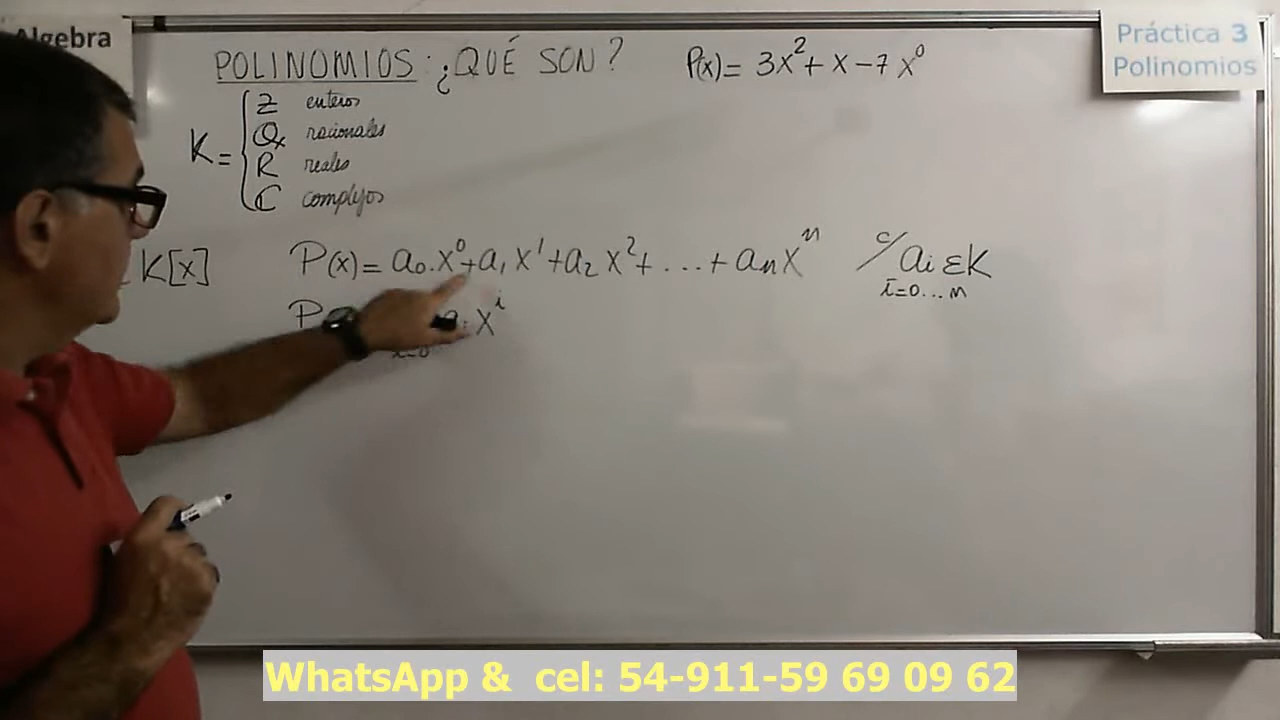 Algebra
POLINOMIOS: ¿QUÉ SON? P(x)= 3x²+x-7x⁰
Práctica 3
Polinomios
K = { Z enteros
Q racionales
R reales
C complejos
K[x] P(x)= a₀.x⁰+a₁x¹+a₂x²+...+aₙxⁿ c/ aᵢ ε K
i=0...n
P xⁱ
i=0
WhatsApp & cel: 54-911-59 69 09 62